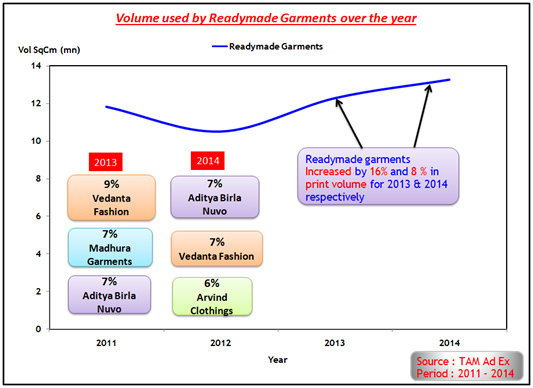 Volume used by Readymade Garments over the year
Vol SqCm (mn)
Readymade Garments
14
12
10
8
6
4
2
0
2013
9%
Vedanta
Fashion
7%
Madhura
Garments
7%
Aditya Birla
Nuvo
2014
7%
Aditya Birla
Nuvo
7%
Vedanta Fashion
6%
Arvind
Clothings
Readymade garments
Increased by 16% and 8 % in
print volume for 2013 & 2014
respectively
2011 2012 2013 2014
Year
Source : TAM Ad Ex
Period : 2011 - 2014